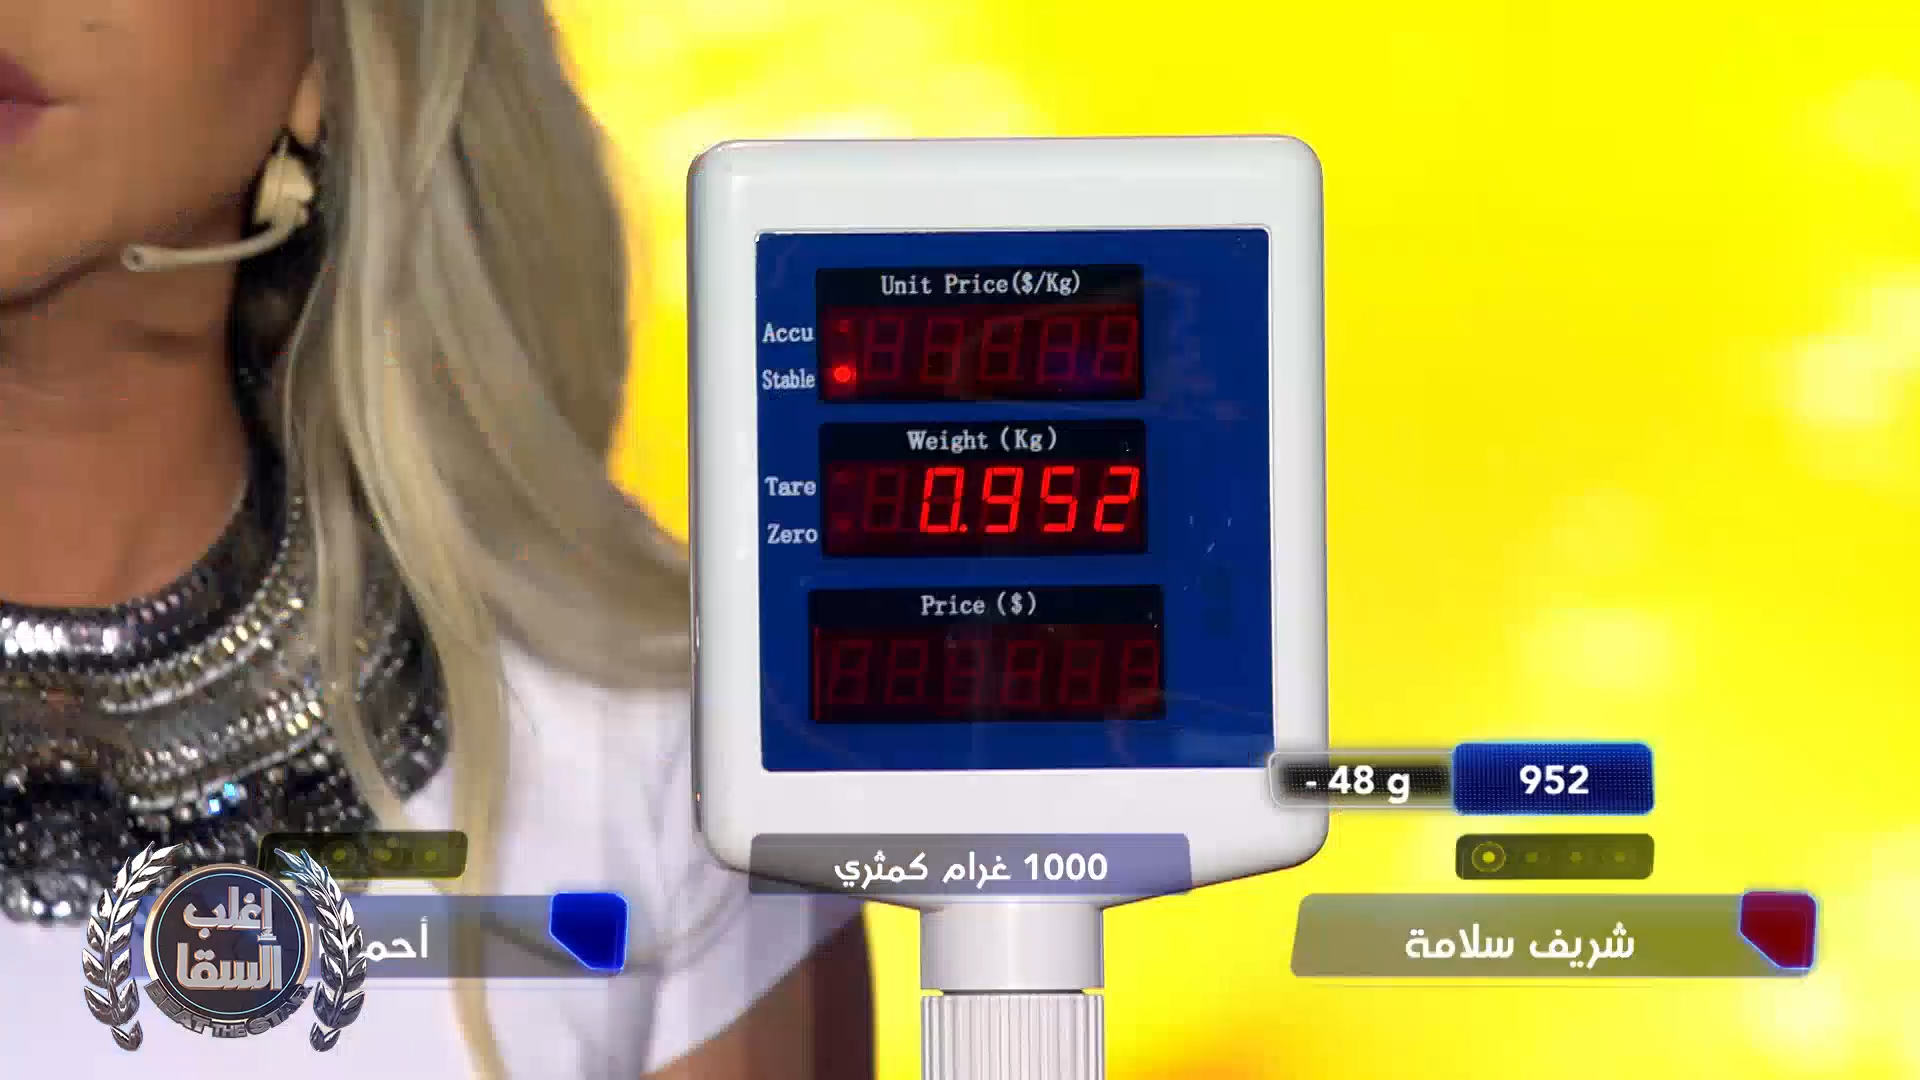 Unit Price($/Kg)
Accu
Stable
Weight (Kg)
Tare
0.952
Zero
Price ($)
- 48 g
952
1000 غرام كمثري
شريف سلامة
إغلب
السقا
BEAT THE STAR